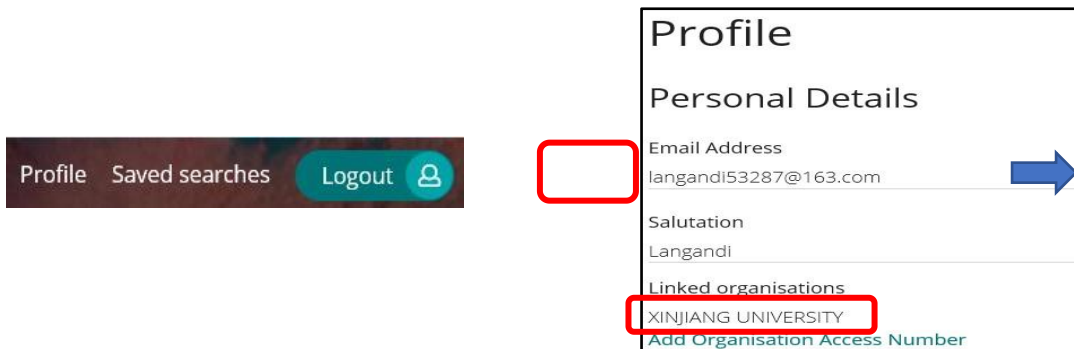 Profile Saved searches Logout
Profile
Personal Details
Email Address
langandi53287@163.com
Salutation
Langandi
Linked organisations
XINJIANG UNIVERSITY
Add Organisation Access Number